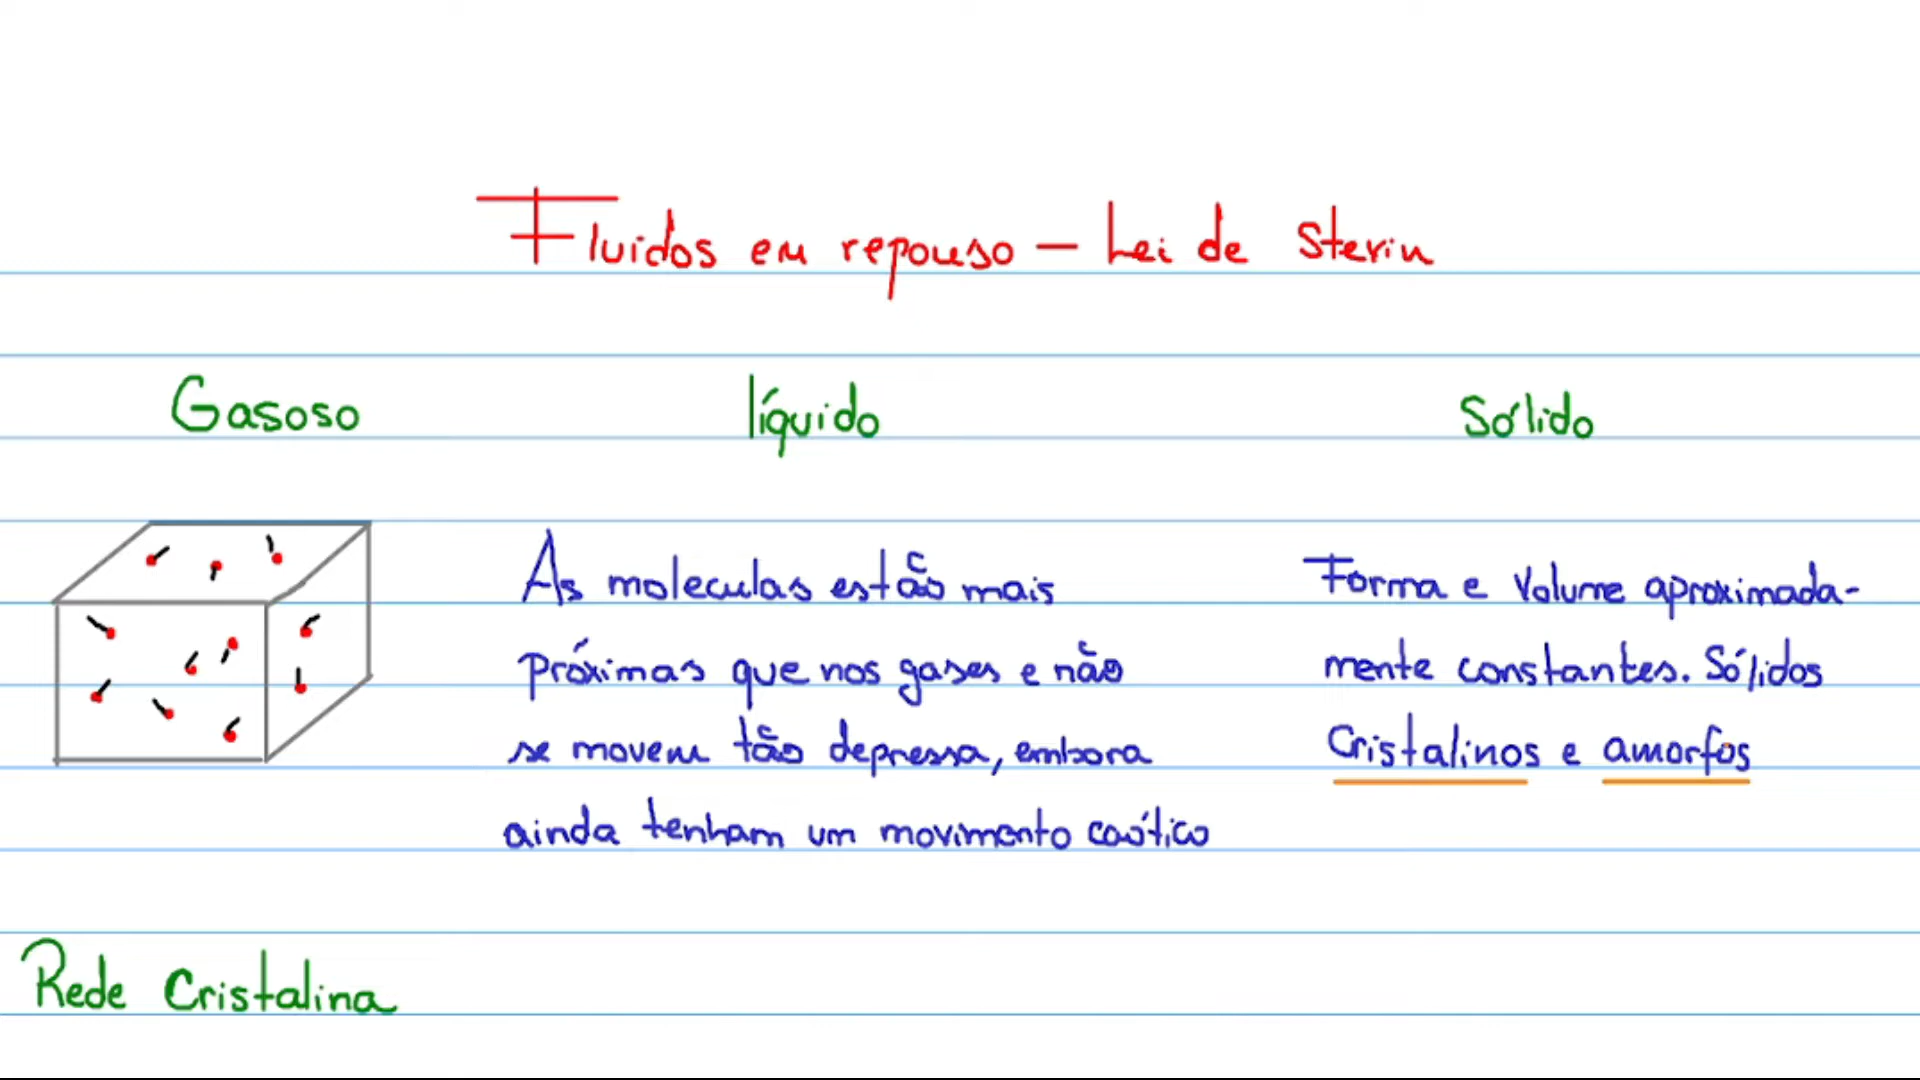 Fluidos em repouso — Lei de Stevin
Gasoso
líquido
Sólido
As moleculas estão mais
próximas que nos gases e não
se movem tão depressa, embora
ainda tenham um movimento caótico
Forma e Volume aproximada-
mente constantes. Sólidos
Cristalinos e amorfos
Rede Cristalina